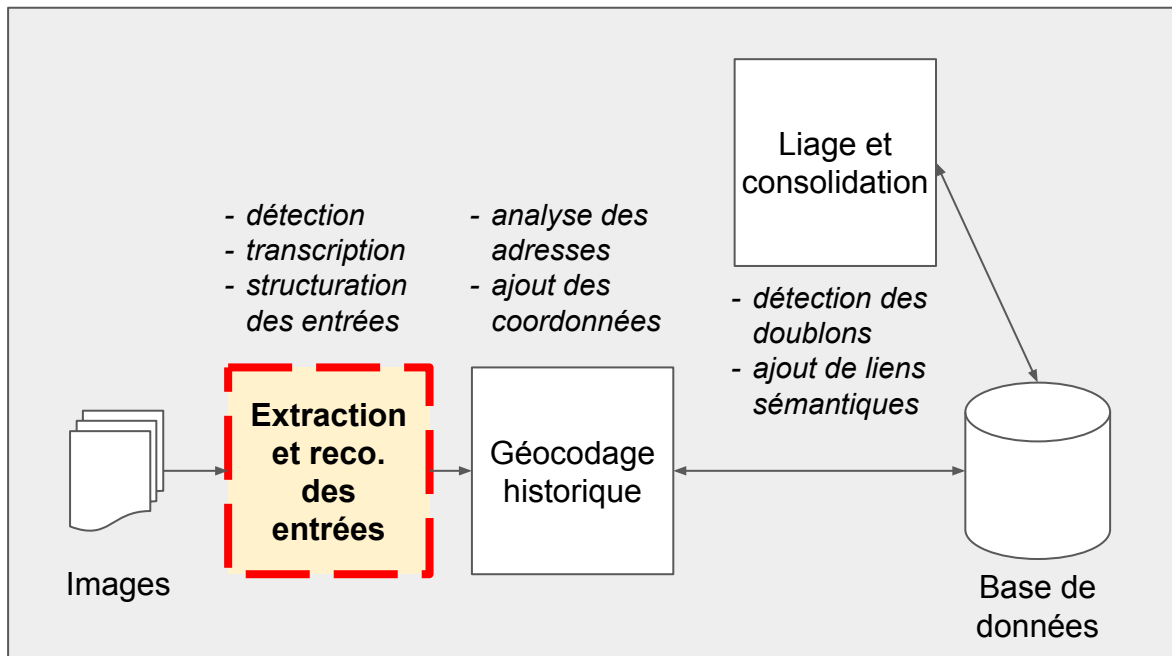 - détection
- transcription
- structuration
des entrées
- analyse des
adresses
- ajout des
coordonnées
Liage et
consolidation
- détection des
doublons
- ajout de liens
sémantiques
Images
Extraction
et reco.
des
entrées
Géocodage
historique
Base de
données